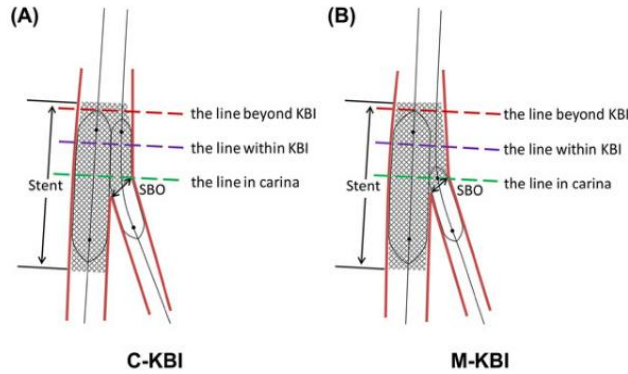 (A)
the line beyond KBI
the line within KBI
Stent
SBO
the line in carina
C-KBI
(B)
the line beyond KBI
the line within KBI
Stent
SBO
the line in carina
M-KBI